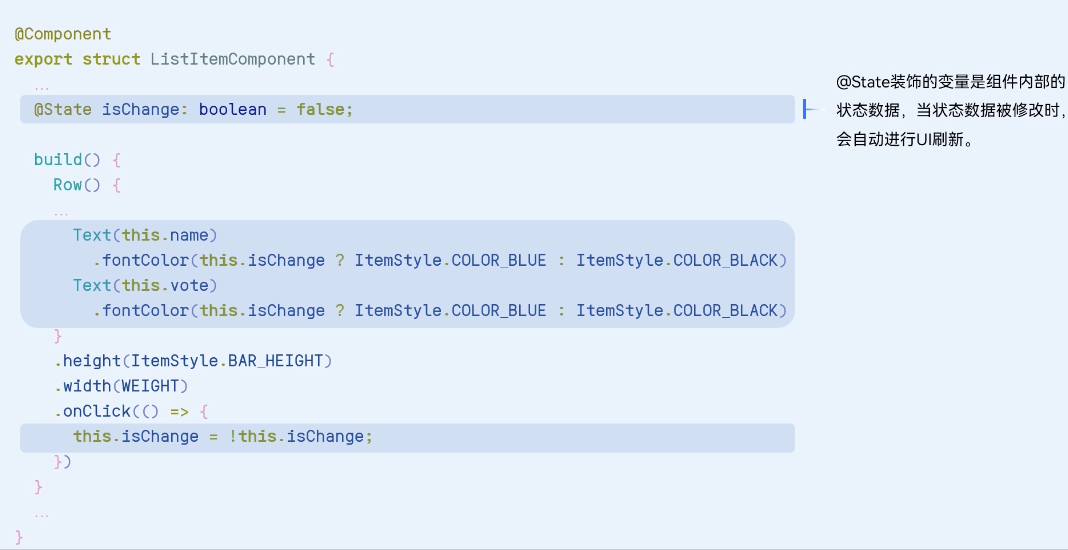 @Component
export struct ListItemComponent {
...
@State isChange: boolean = false;
@State装饰的变量是组件内部的
状态数据，当状态数据被修改时，
会自动进行UI刷新。
build() {
Row() {
...
Text(this.name)
.fontColor(this.isChange ? ItemStyle.COLOR_BLUE : ItemStyle.COLOR_BLACK)
Text(this.vote)
.fontColor(this.isChange ? ItemStyle.COLOR_BLUE : ItemStyle.COLOR_BLACK)
}
.height(ItemStyle.BAR_HEIGHT)
.width(WEIGHT)
.onClick(() => {
this.isChange = !this.isChange;
})
}
...
}